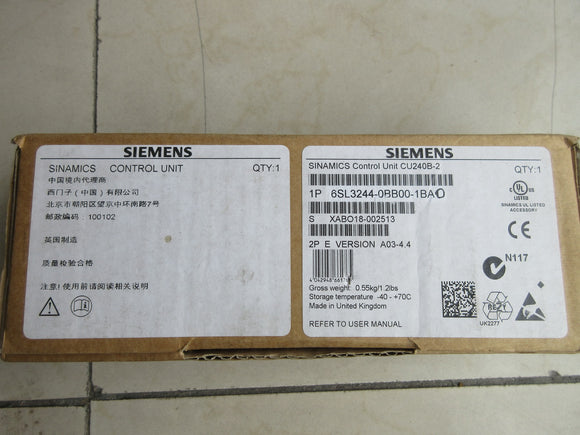 SIEMENS
SINAMICS CONTROL UNIT QTY:1
中国境内代理商
西门子（中国）有限公司
北京市朝阳区望京中环南路7号
邮政编码：100102
英国制造
质量检验合格
注意！使用前请阅读相关说明
SIEMENS
SINAMICS Control Unit CU240B-2 QTY:1
1P 6SL3244-0BB00-1BA0
S XABO18-002513
2P E VERSION A03-4.4
Gross weight: 0.55kg/1.2lbs
Storage temperature -40 - +70C
Made in United Kingdom
REFER TO USER MANUAL
UL
LISTED
SINAMICS UL LISTED
ACCESSORY
CE
N117
UK2277